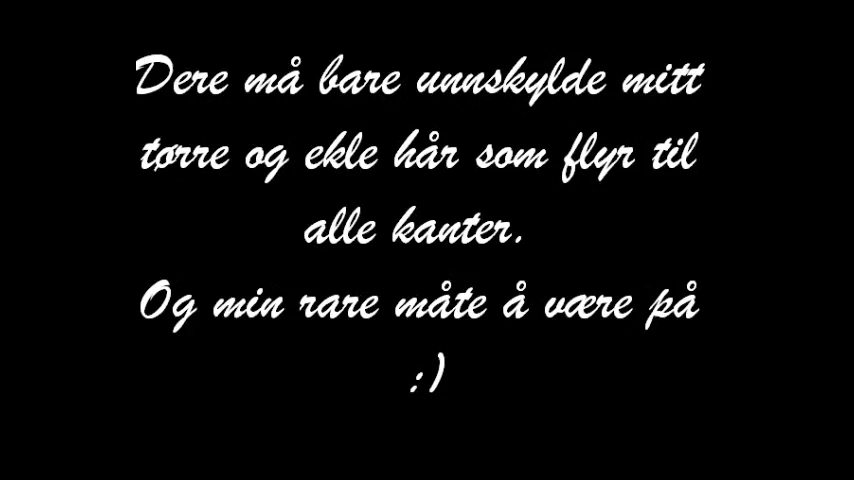 Dere må bare unnskylde mitt
tørre og ekle hår som flyr til
alle kanter.
Og min rare måte å være på
:)